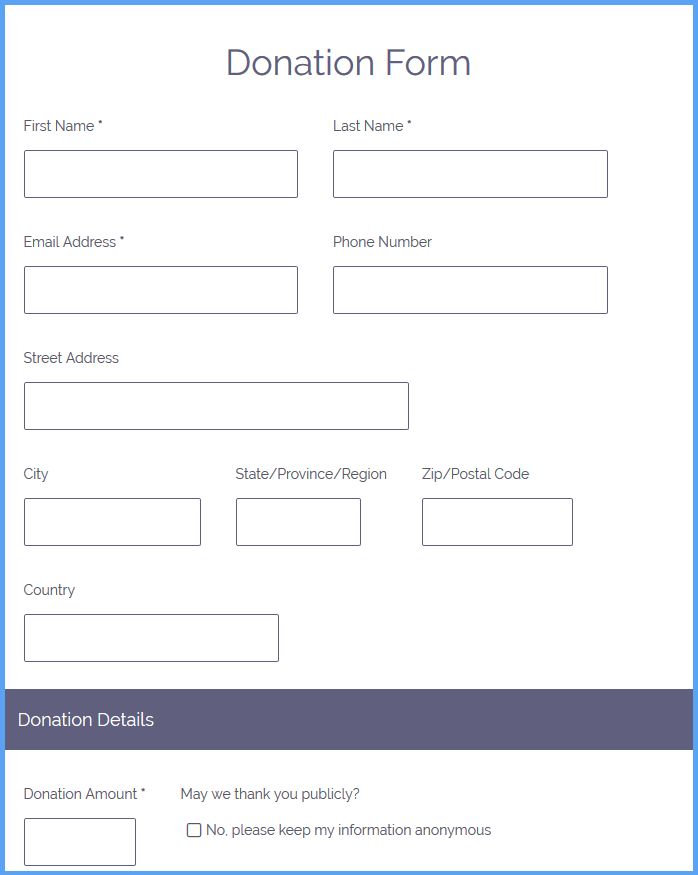 Donation Form
First Name *
Last Name *
Email Address *
Phone Number
Street Address
City
State/Province/Region
Zip/Postal Code
Country
Donation Details
Donation Amount *
May we thank you publicly?
No, please keep my information anonymous